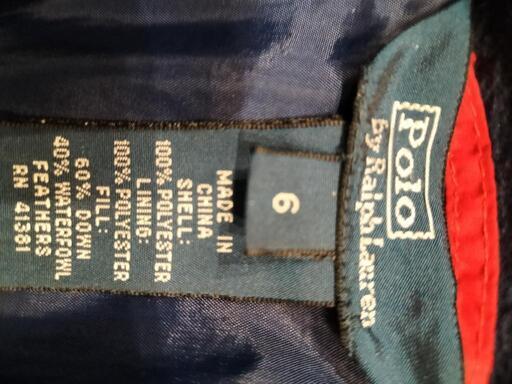 Polo
by Ralph Lauren
6
MADE IN
CHINA
SHELL:
100% POLYESTER
LINING:
100% POLYESTER
FILL:
60% DOWN
40% WATERFOWL
FEATHERS
RN 41381